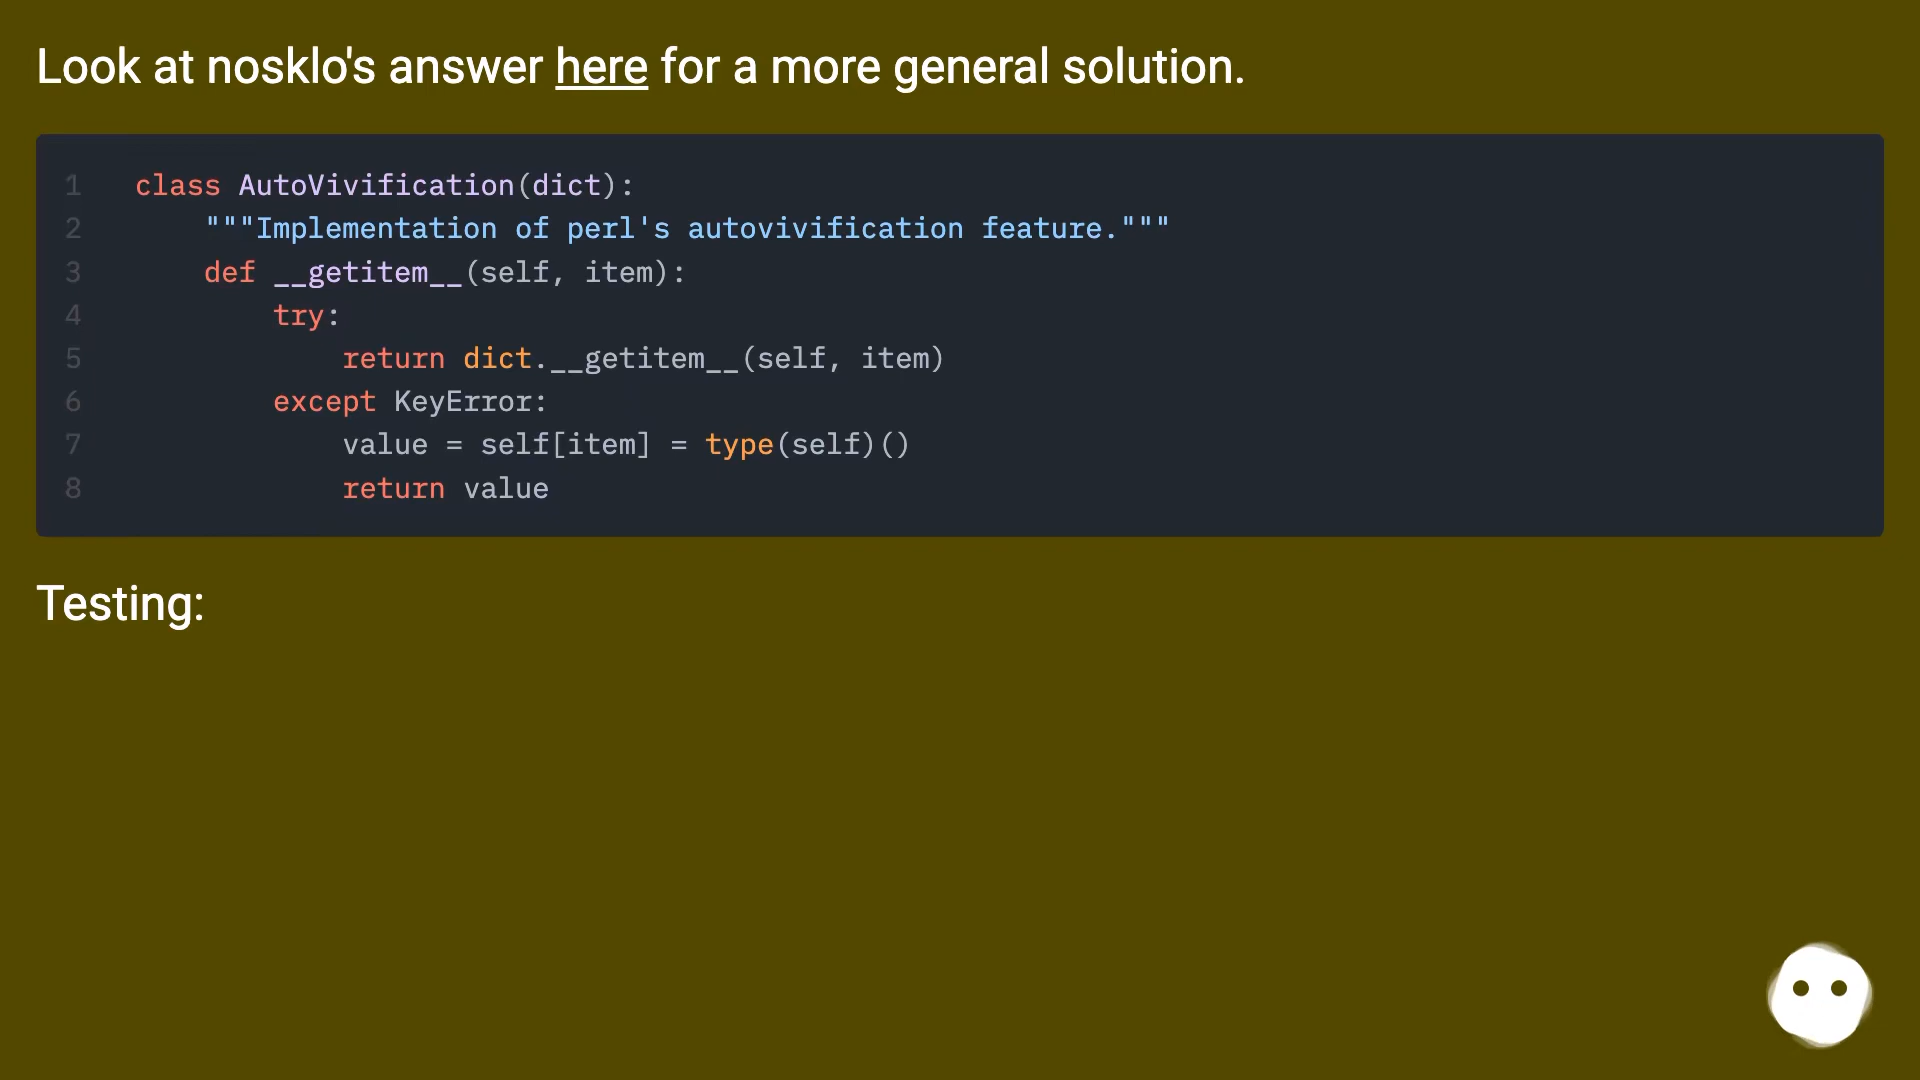 Look at nosklo's answer here for a more general solution.
1 class AutoVivification(dict):
2     """Implementation of perl's autovivification feature."""
3     def __getitem__(self, item):
4         try:
5             return dict.__getitem__(self, item)
6         except KeyError:
7             value = self[item] = type(self)()
8             return value
Testing: